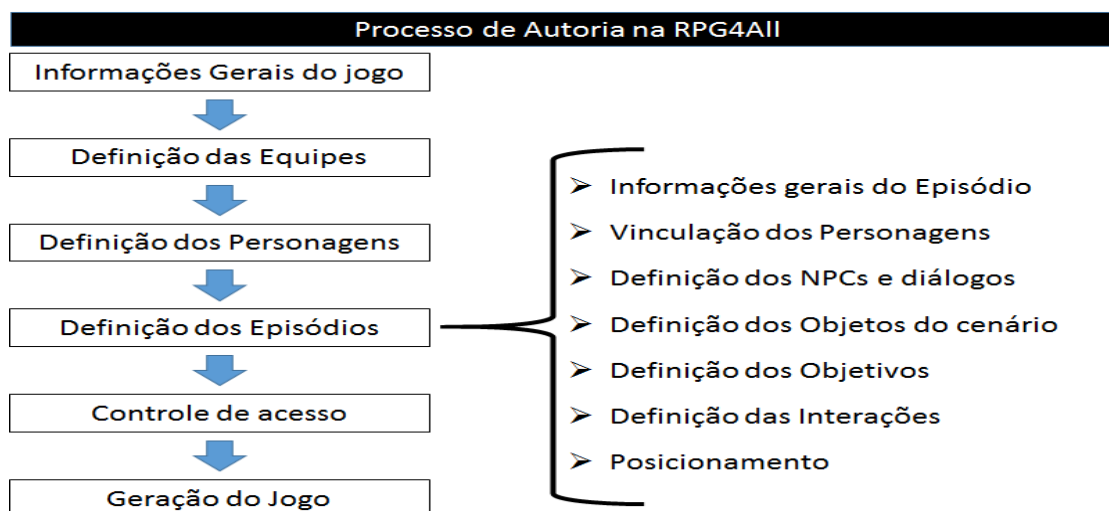 Processo de Autoria na RPG4All
Informações Gerais do jogo
Definição das Equipes
Definição dos Personagens
Definição dos Episódios
Controle de acesso
Geração do Jogo
Informações gerais do Episódio
Vinculação dos Personagens
Definição dos NPCs e diálogos
Definição dos Objetos do cenário
Definição dos Objetivos
Definição das Interações
Posicionamento